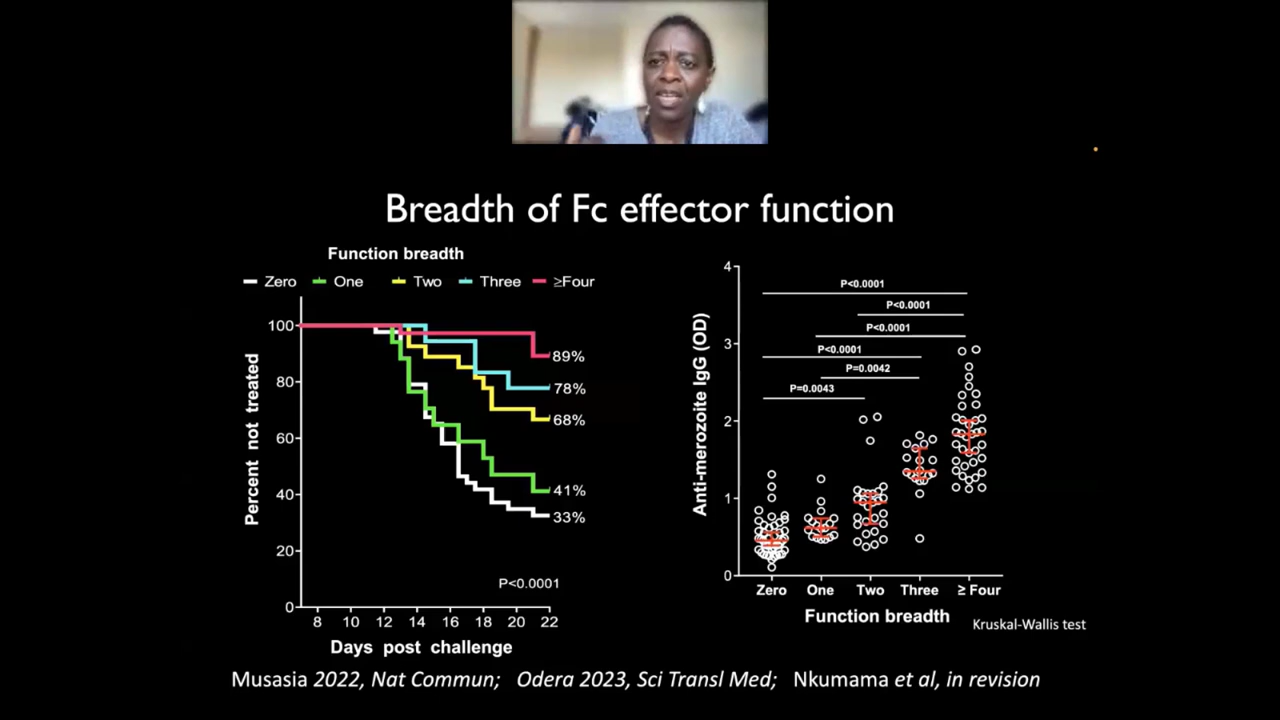 Breadth of Fc effector function
Function breadth
Zero One Two Three ≥Four
Percent not treated
100
80
60
40
20
0
89%
78%
68%
41%
33%
P<0.0001
8 10 12 14 16 18 20 22
Days post challenge
Anti-merozoite IgG (OD)
4
3
2
1
0
P<0.0001
P<0.0001
P<0.0001
P<0.0001
P=0.0042
P=0.0043
Zero One Two Three ≥ Four
Function breadth
Kruskal-Wallis test
Musasia 2022, Nat Commun; Odera 2023, Sci Transl Med; Nkumama et al, in revision